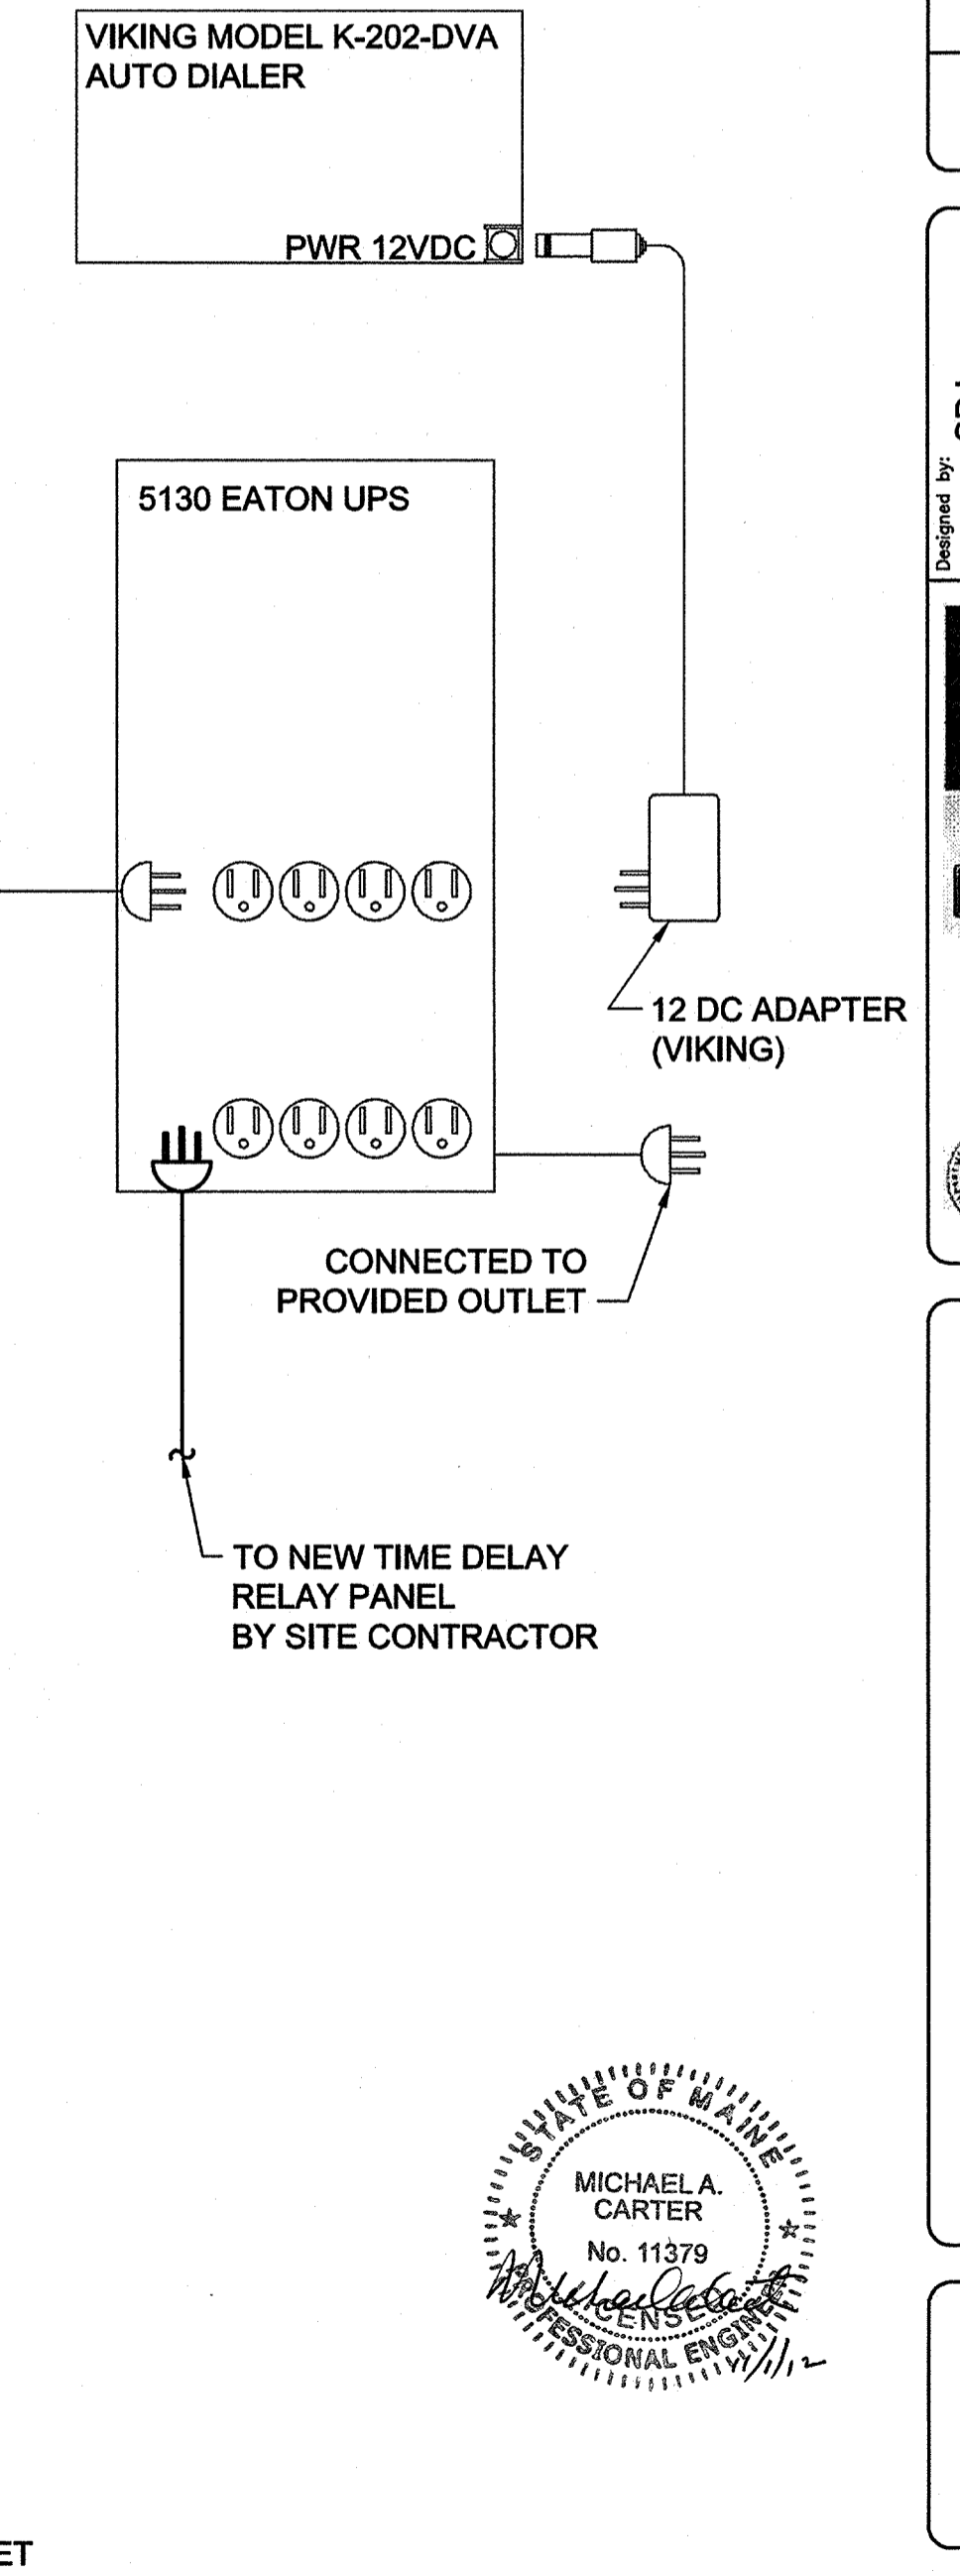 VIKING MODEL K-202-DVA
AUTO DIALER
PWR 12VDC
Designed by:
5130 EATON UPS
12 DC ADAPTER
(VIKING)
CONNECTED TO
PROVIDED OUTLET
TO NEW TIME DELAY
RELAY PANEL
BY SITE CONTRACTOR
STATE OF MAINE
MICHAEL A.
CARTER
No. 11379
PROFESSIONAL ENGINEER
ET